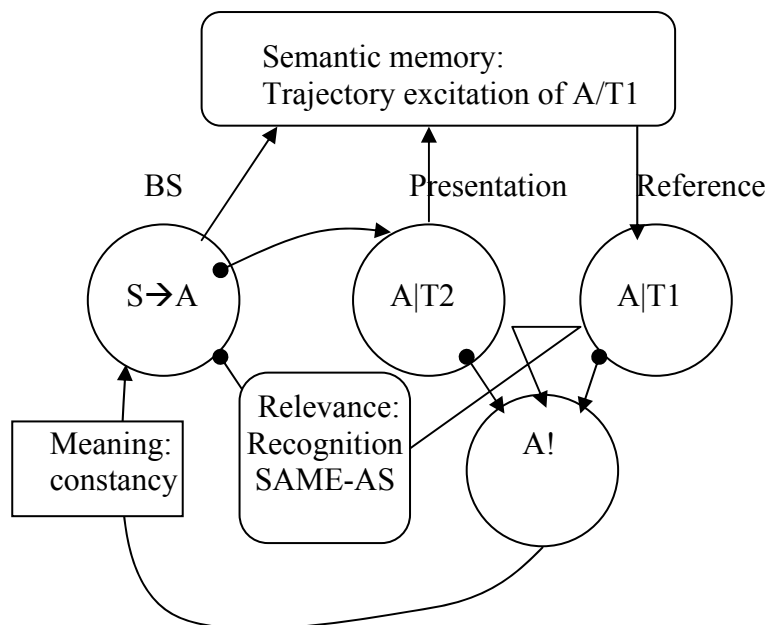 Semantic memory:
Trajectory excitation of A/T1
BS
Presentation
Reference
S→A
A|T2
A|T1
Relevance:
Recognition
SAME-AS
A!
Meaning:
constancy